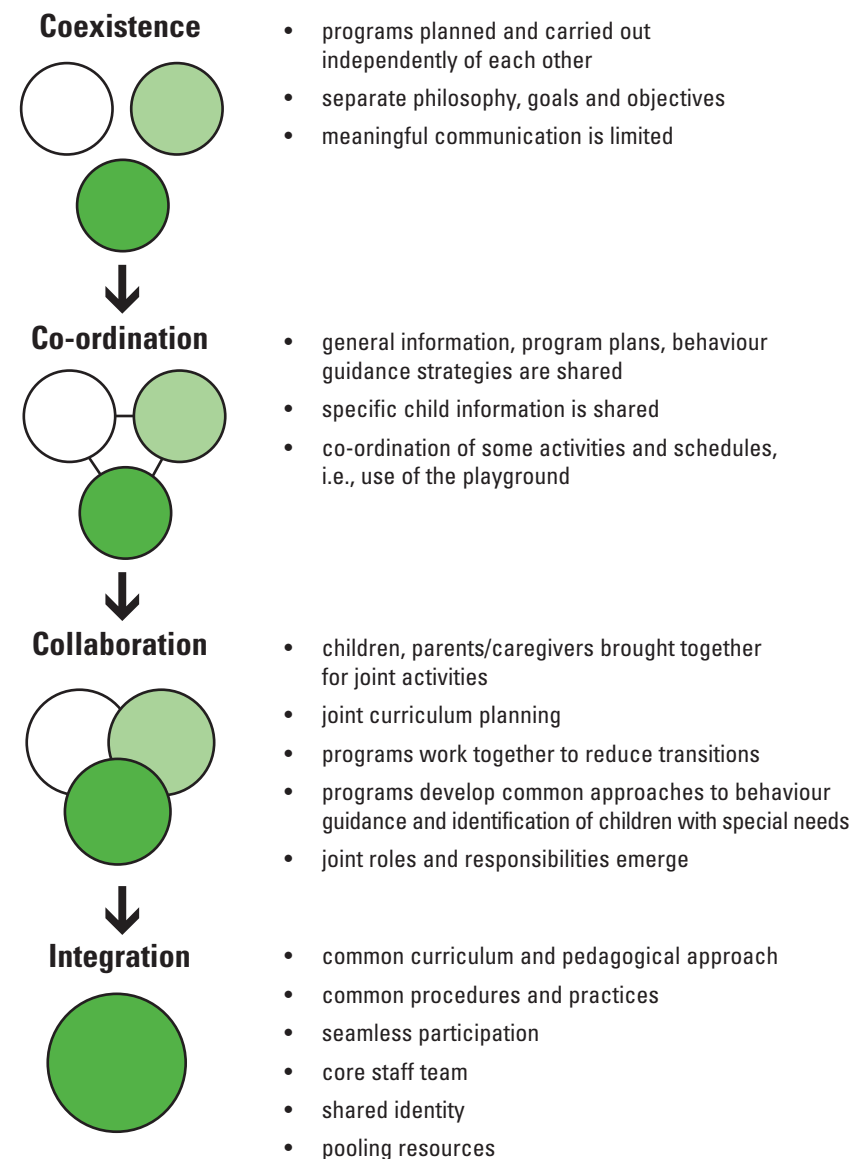 Coexistence
• programs planned and carried out
independently of each other
• separate philosophy, goals and objectives
• meaningful communication is limited
Co-ordination
• general information, program plans, behaviour
guidance strategies are shared
• specific child information is shared
• co-ordination of some activities and schedules,
i.e., use of the playground
Collaboration
• children, parents/caregivers brought together
for joint activities
• joint curriculum planning
• programs work together to reduce transitions
• programs develop common approaches to behaviour
guidance and identification of children with special needs
• joint roles and responsibilities emerge
Integration
• common curriculum and pedagogical approach
• common procedures and practices
• seamless participation
• core staff team
• shared identity
• pooling resources